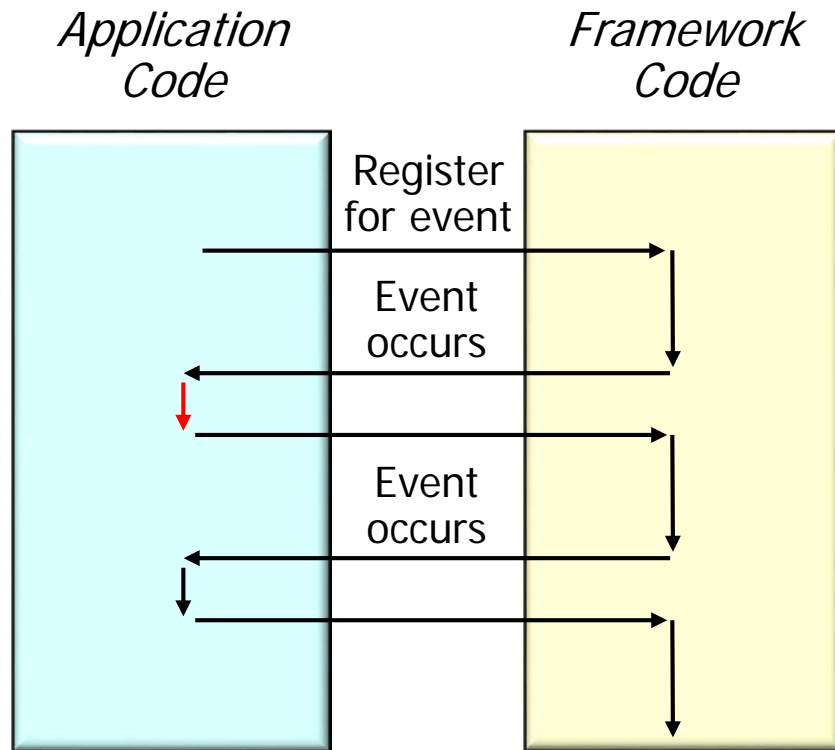 Application
Code
Framework
Code
Register
for event
Event
occurs
Event
occurs